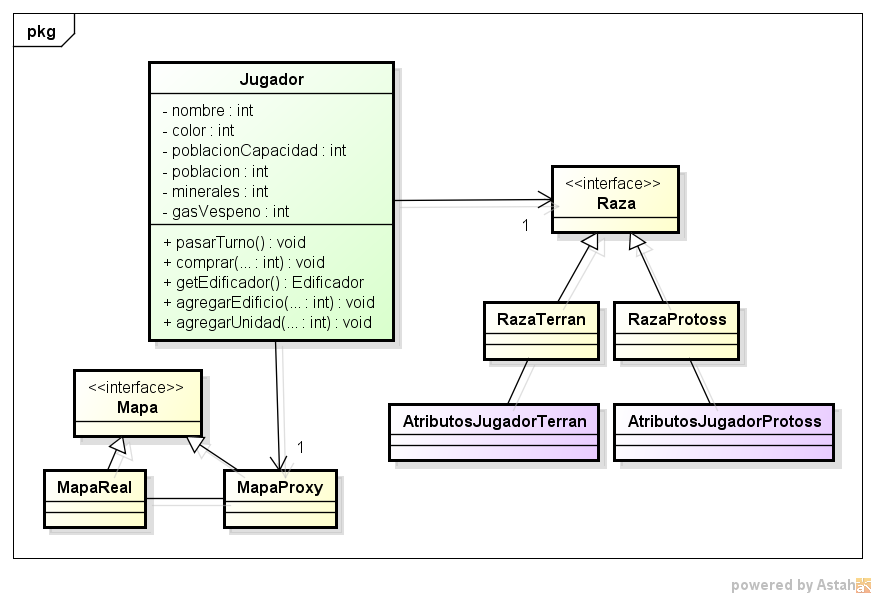 pkg
Jugador
- nombre : int
- color : int
- poblacionCapacidad : int
- poblacion : int
- minerales : int
- gasVespeno : int
+ pasarTurno() : void
+ comprar(... : int) : void
+ getEdificador() : Edificador
+ agregarEdificio(... : int) : void
+ agregarUnidad(... : int) : void
<<interface>>
Raza
1
RazaTerran
RazaProtoss
AtributosJugadorTerran
AtributosJugadorProtoss
<<interface>>
Mapa
1
MapaReal
MapaProxy
powered by Astah